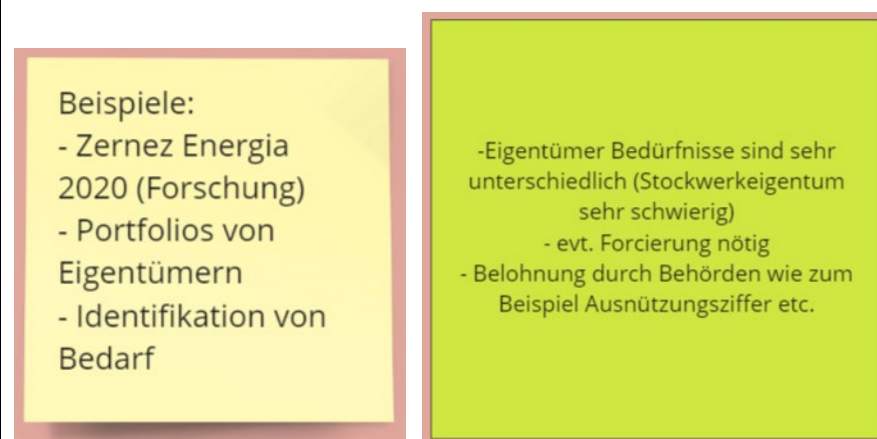 Beispiele:
- Zernez Energia
2020 (Forschung)
- Portfolios von
Eigentümern
- Identifikation von
Bedarf
-Eigentümer Bedürfnisse sind sehr
unterschiedlich (Stockwerkeigentum
sehr schwierig)
- evt. Forcierung nötig
- Belohnung durch Behörden wie zum
Beispiel Ausnützungsziffer etc.